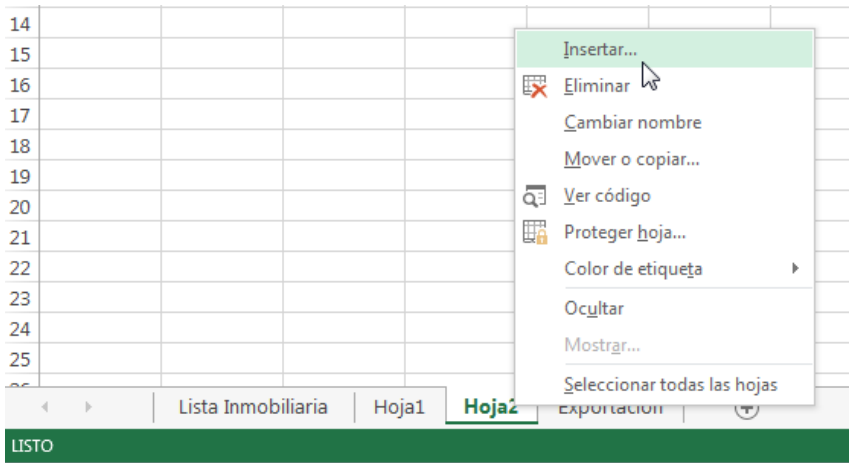 14
15
16
17
18
19
20
21
22
23
24
25
Insertar...
Eliminar
Cambiar nombre
Mover o copiar...
Ver código
Proteger hoja...
Color de etiqueta
Ocultar
Mostrar...
Seleccionar todas las hojas
Lista Inmobiliaria Hoja1 Hoja2 Exportación
LISTO